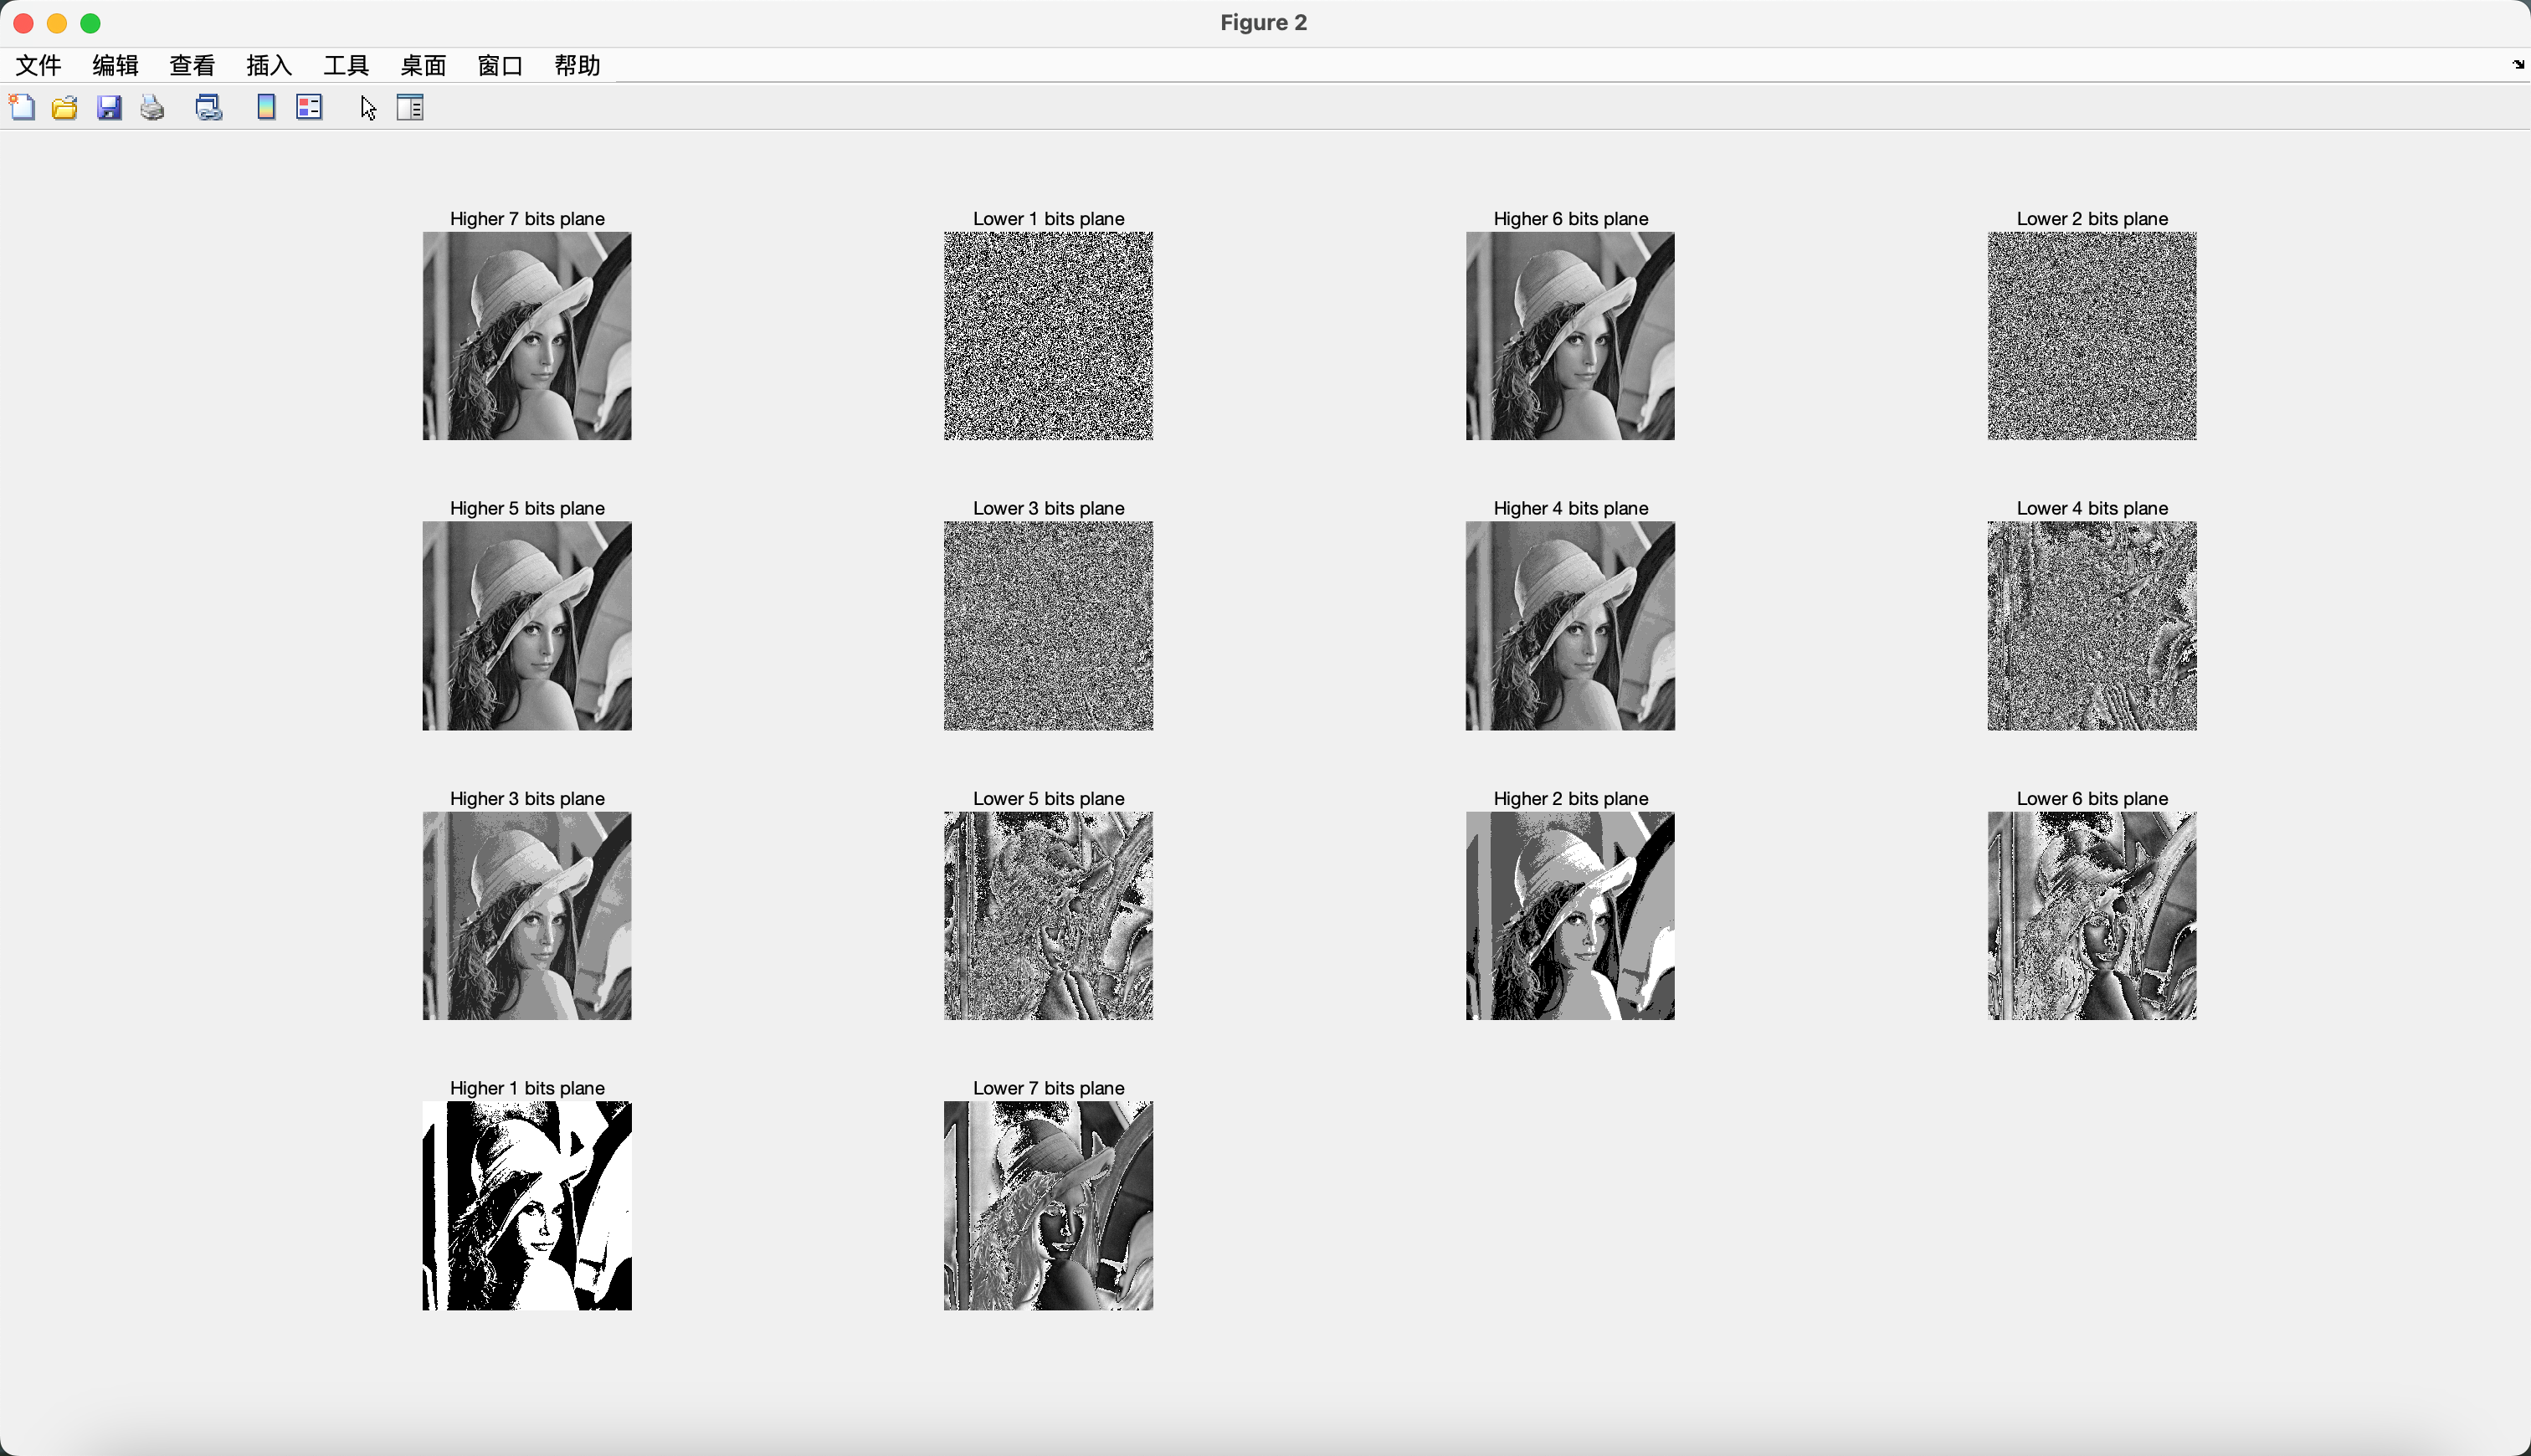 Figure 2
文件 编辑 查看 插入 工具 桌面 窗口 帮助
Higher 7 bits plane
Lower 1 bits plane
Higher 6 bits plane
Lower 2 bits plane
Higher 5 bits plane
Lower 3 bits plane
Higher 4 bits plane
Lower 4 bits plane
Higher 3 bits plane
Lower 5 bits plane
Higher 2 bits plane
Lower 6 bits plane
Higher 1 bits plane
Lower 7 bits plane